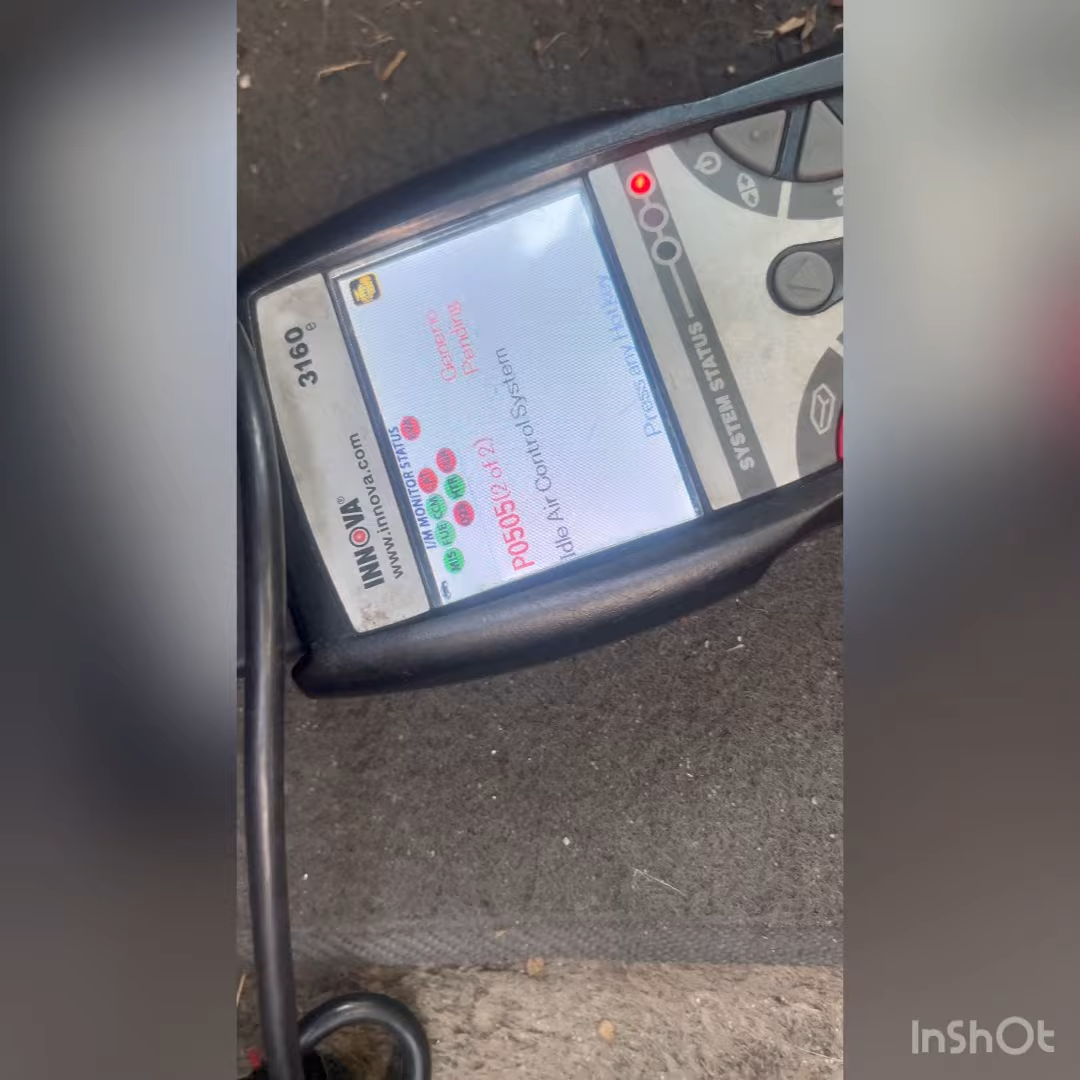 INNOVA®
www.innova.com
3160 e
I/M MONITOR STATUS
MIS FUE CCM
HTR
P0505(2 of 2)
Generic
Pending
Idle Air Control System
Press any Hotkey
SYSTEM STATUS
InShOt